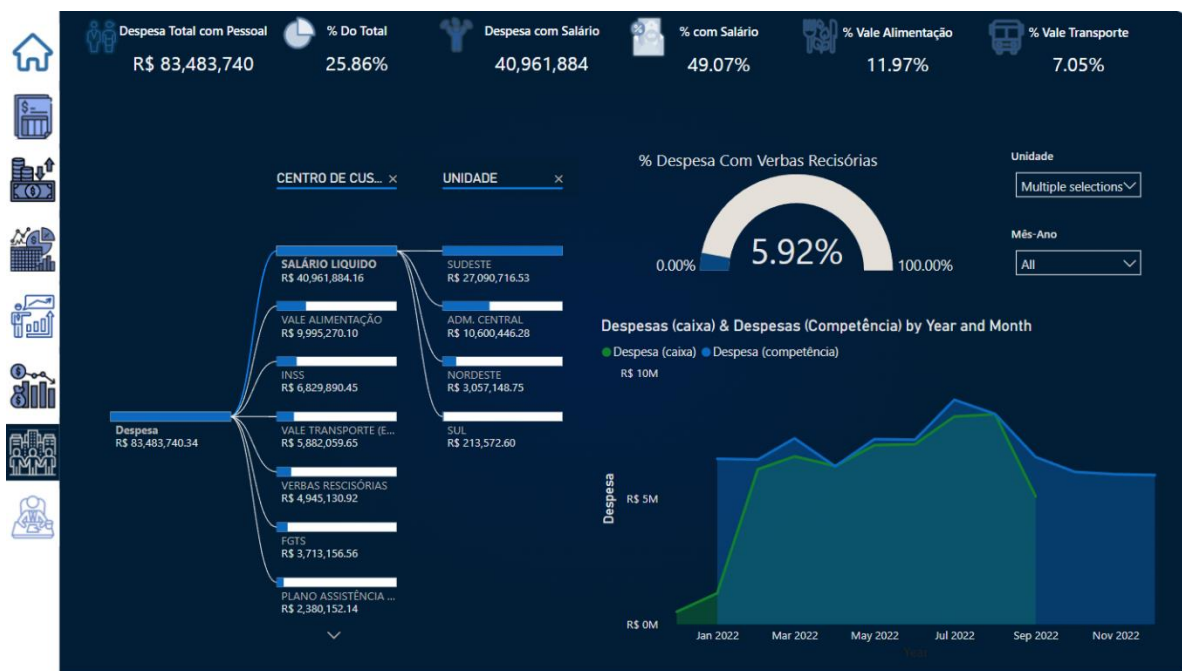 Despesa Total com Pessoal
R$ 83,483,740
% Do Total
25.86%
Despesa com Salário
40,961,884
% com Salário
49.07%
% Vale Alimentação
11.97%
% Vale Transporte
7.05%
CENTRO DE CUS... ×
UNIDADE ×
Despesa
R$ 83,483,740.34
SALÁRIO LIQUIDO
R$ 40,961,884.16
VALE ALIMENTAÇÃO
R$ 9,995,270.10
INSS
R$ 6,829,890.45
VALE TRANSPORTE (E...
R$ 5,882,059.65
VERBAS RESCISÓRIAS
R$ 4,945,130.92
FGTS
R$ 3,713,156.56
PLANO ASSISTÊNCIA ...
R$ 2,380,152.14
SUDESTE
R$ 27,090,716.53
ADM. CENTRAL
R$ 10,600,446.28
NORDESTE
R$ 3,057,148.75
SUL
R$ 213,572.60
% Despesa Com Verbas Recisórias
5.92%
0.00%
100.00%
Unidade
Multiple selections
Mês-Ano
All
Despesas (caixa) & Despesas (Competência) by Year and Month
Despesa (caixa) Despesa (competência)
R$ 10M
R$ 5M
R$ 0M
Despesa
Jan 2022 Mar 2022 May 2022 Jul 2022 Sep 2022 Nov 2022
Year